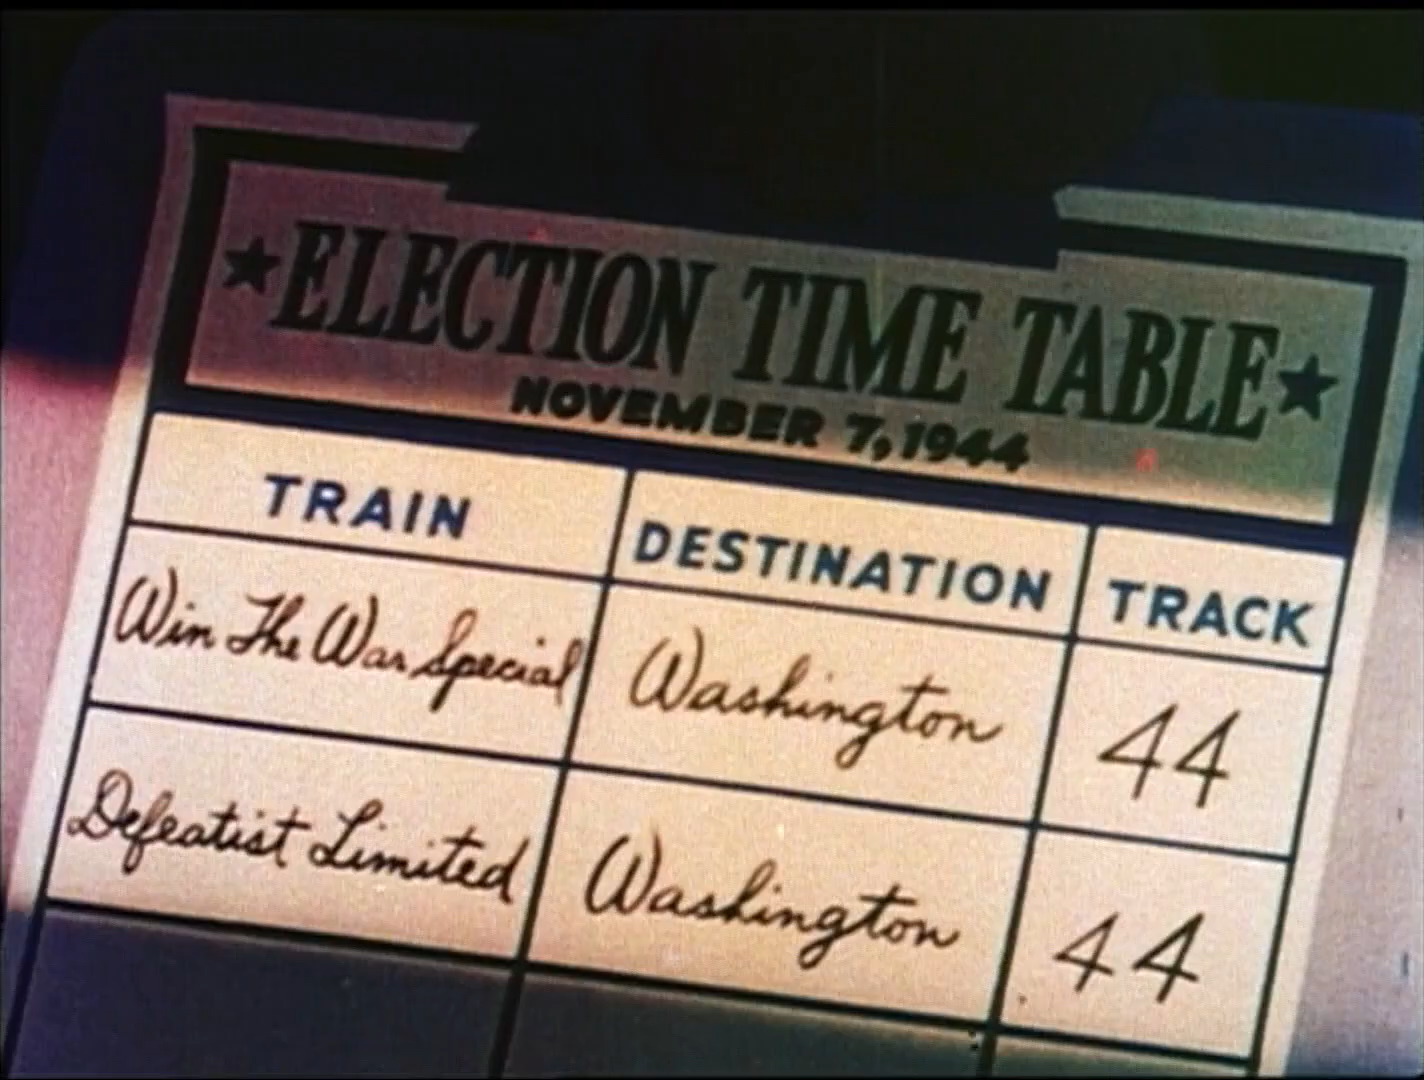 ★ELECTION TIME TABLE★
NOVEMBER 7, 1944
TRAIN DESTINATION TRACK
Win The War Special Washington 44
Defeatist Limited Washington 44